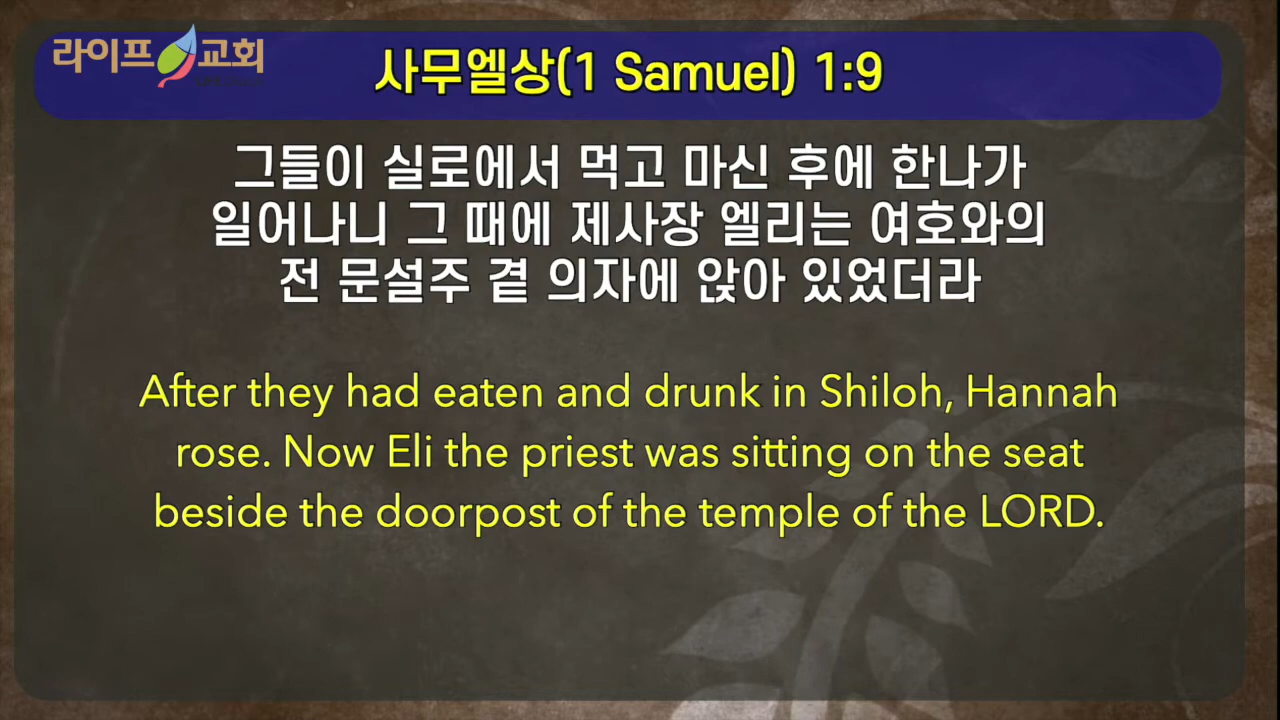 라이프 교회
사무엘상(1 Samuel) 1:9
그들이 실로에서 먹고 마신 후에 한나가
일어나니 그 때에 제사장 엘리는 여호와의
전 문설주 곁 의자에 앉아 있었더라
After they had eaten and drunk in Shiloh, Hannah
rose. Now Eli the priest was sitting on the seat
beside the doorpost of the temple of the LORD.